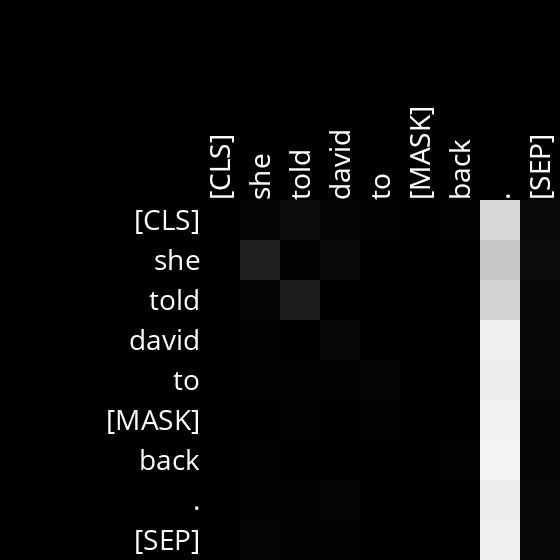 [CLS] she told david to [MASK] back . [SEP]
[CLS]
she
told
david
to
[MASK]
back
.
[SEP]